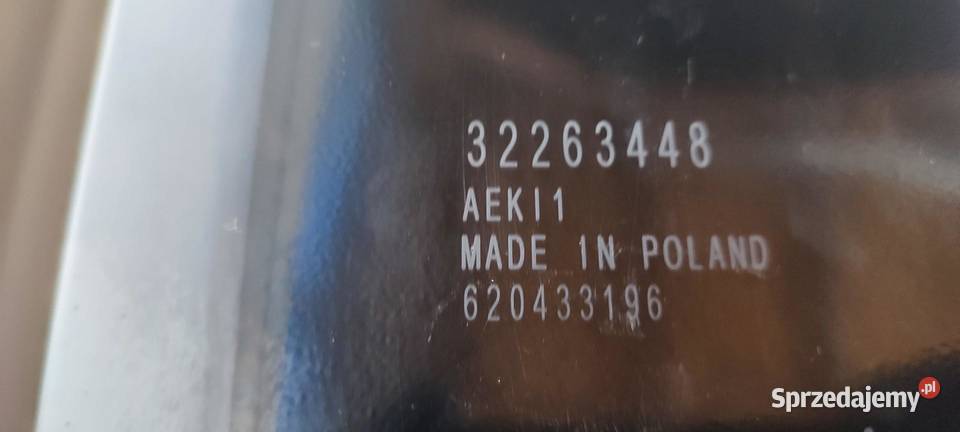 32263448
AEKI1
MADE IN POLAND
620433196
Sprzedajemy.pl